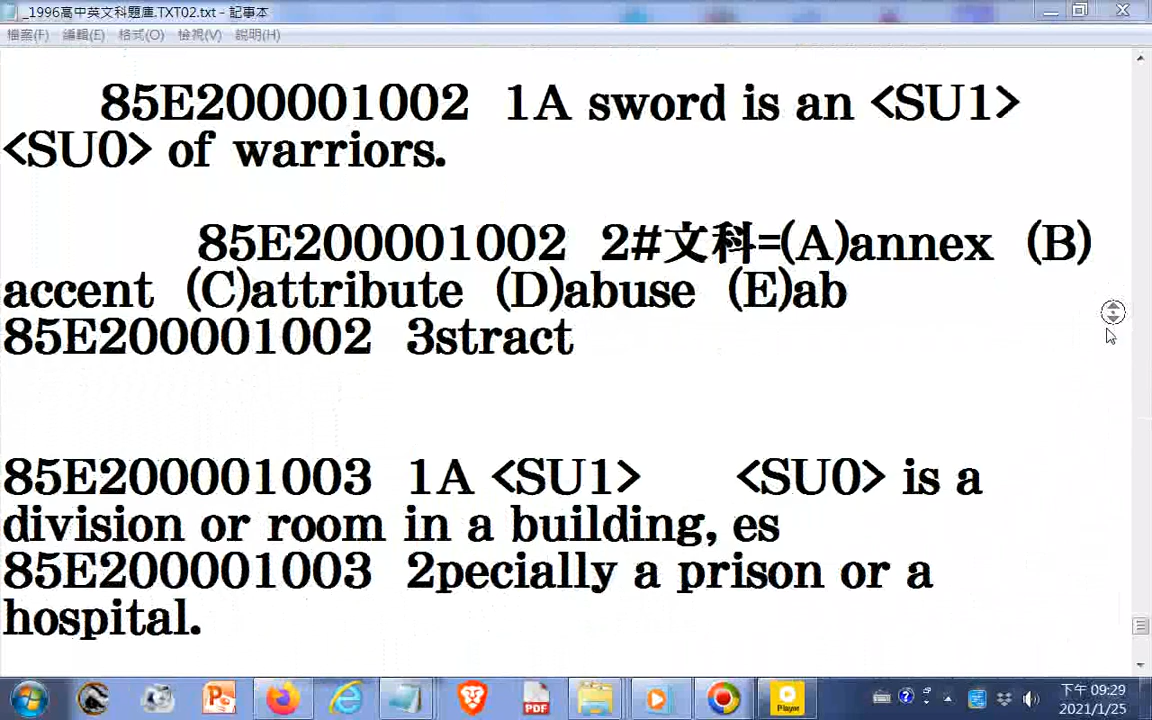 _1996高中英文科題庫.TXT02.txt - 記事本
檔案(F) 編輯(E) 格式(O) 檢視(V) 說明(H)
85E200001002 1A sword is an <SU1>
<SU0> of warriors.
85E200001002 2#文科=(A)annex (B)
accent (C)attribute (D)abuse (E)ab
85E200001002 3stract
85E200001003 1A <SU1> <SU0> is a
division or room in a building, es
85E200001003 2pecially a prison or a
hospital.
PDF
Player
下午 09:29
2021/1/25